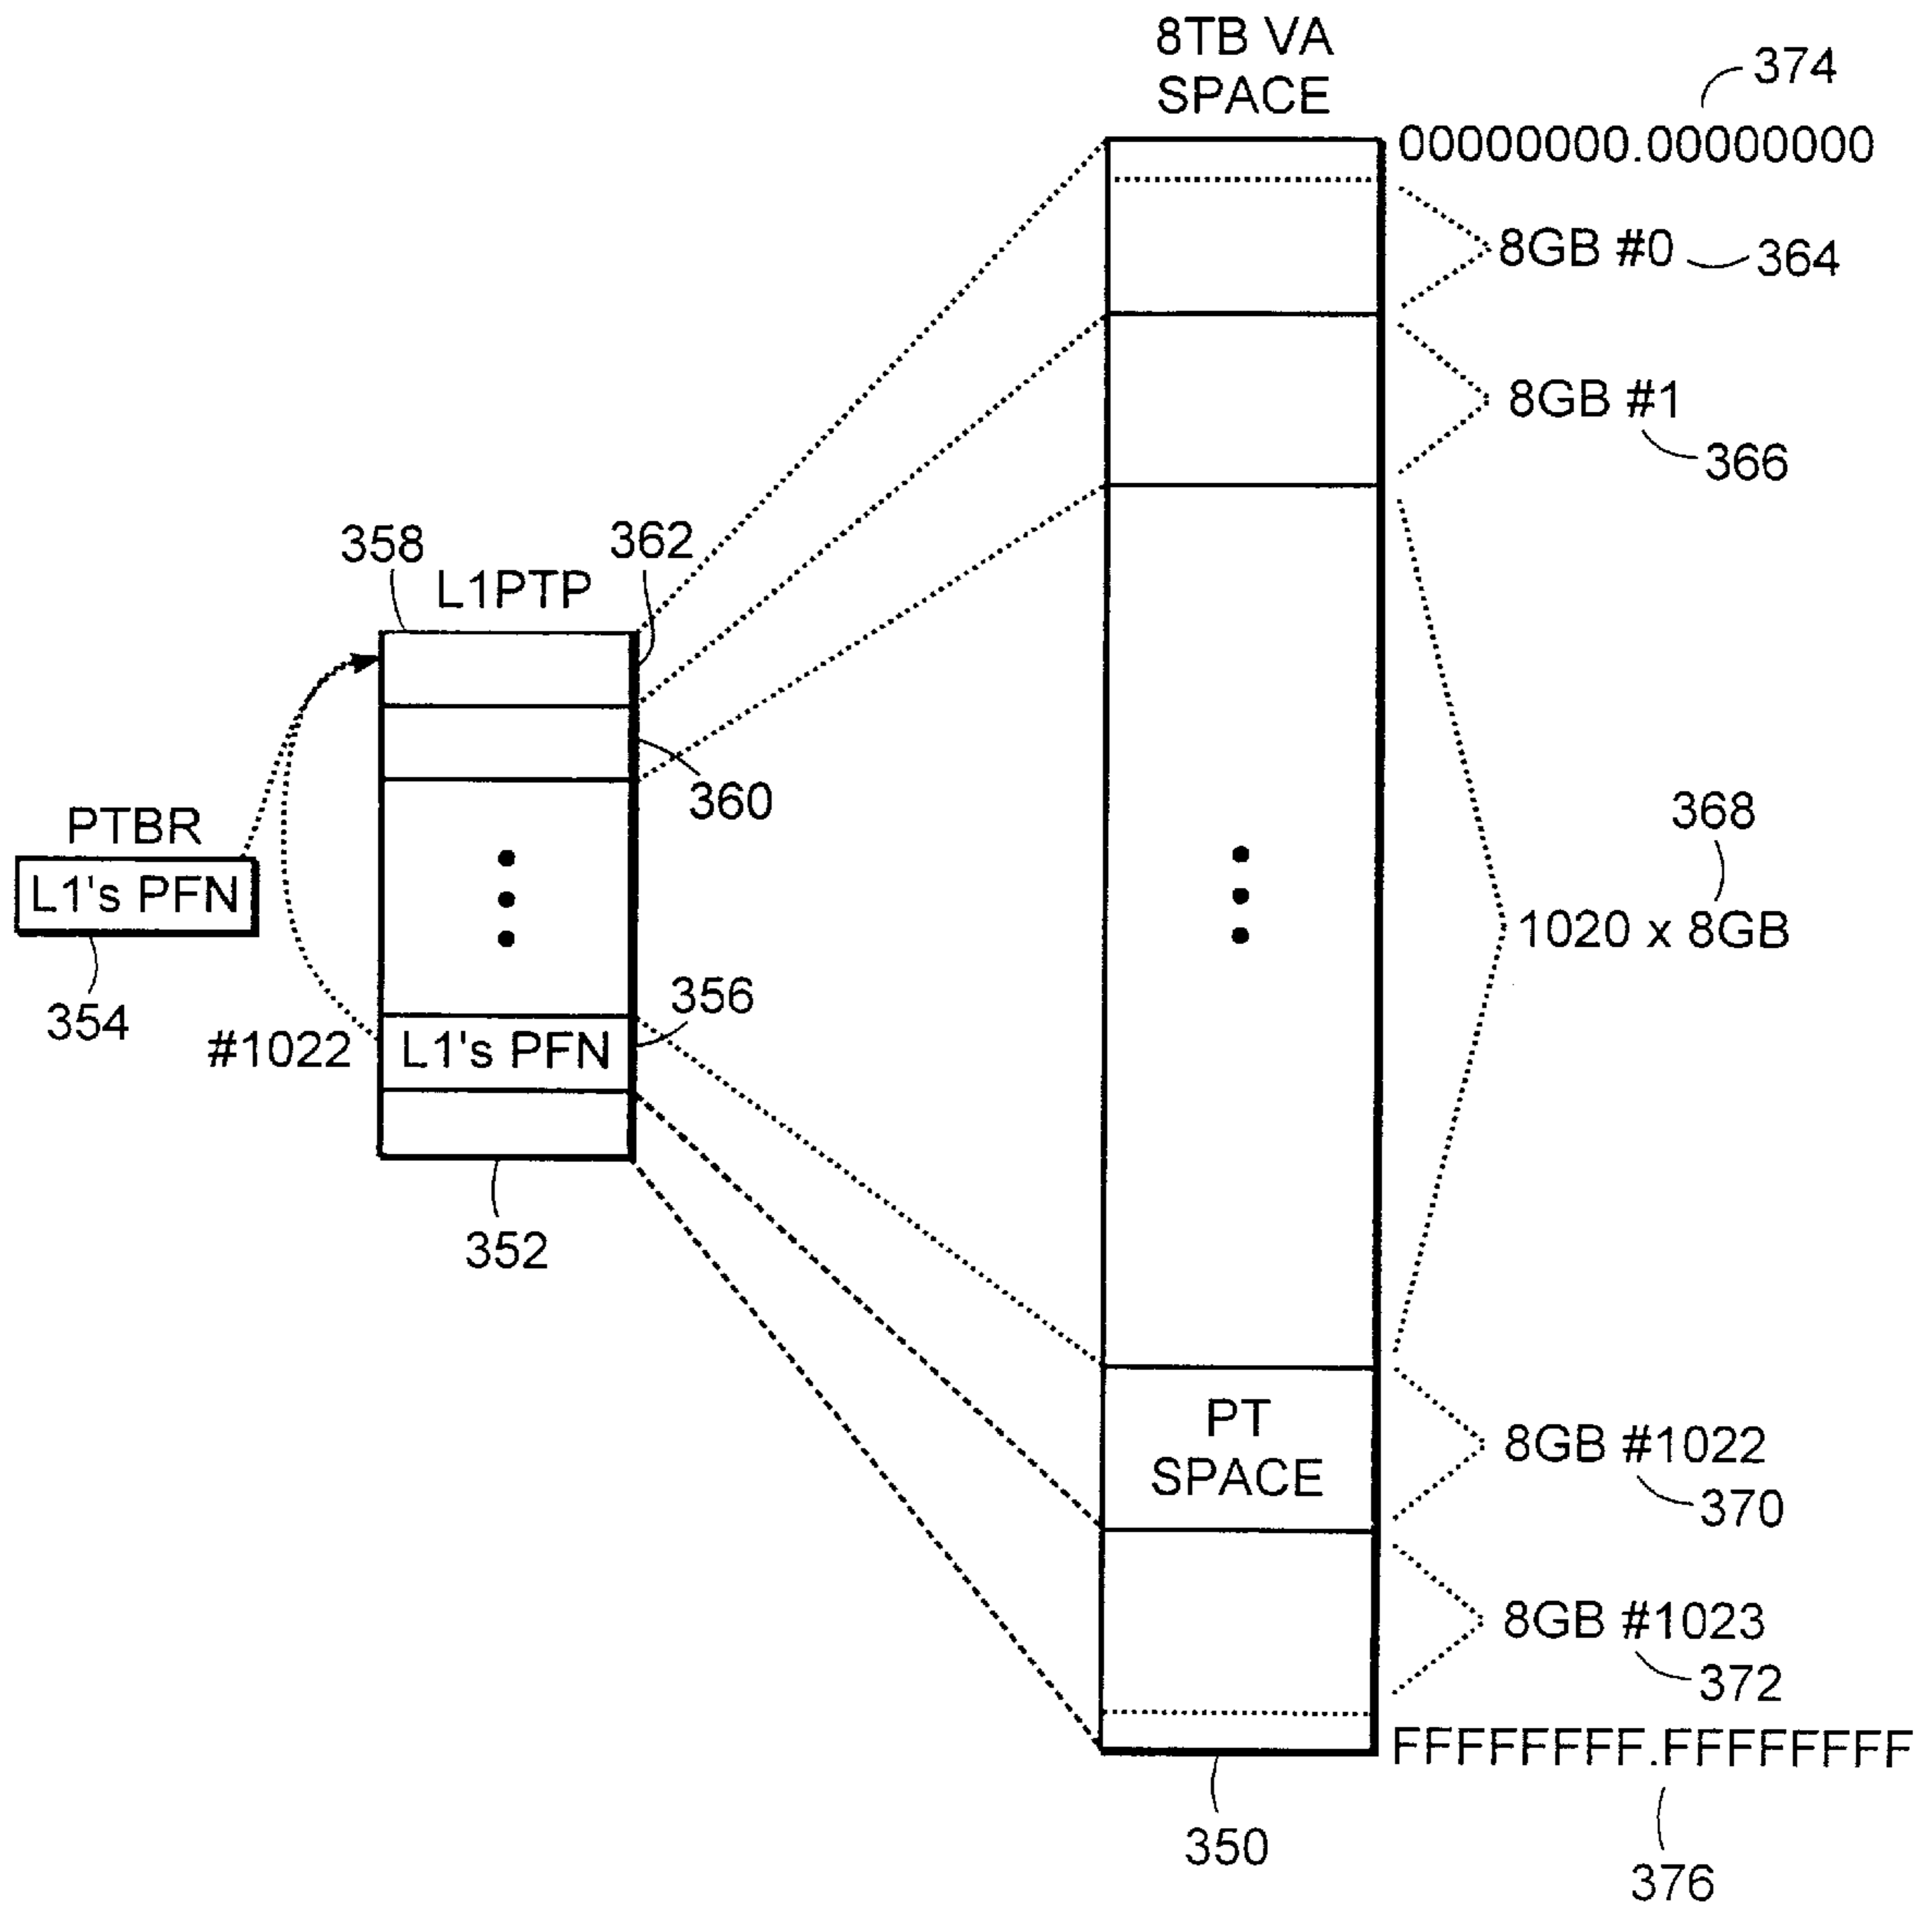 8TB VA
SPACE
374
00000000.00000000
8GB #0
364
8GB #1
366
358
362
L1PTP
360
PTBR
L1's PFN
354
368
1020 x 8GB
356
#1022
L1's PFN
352
PT
SPACE
8GB #1022
370
8GB #1023
372
FFFFFFFF.FFFFFFFF
350
376